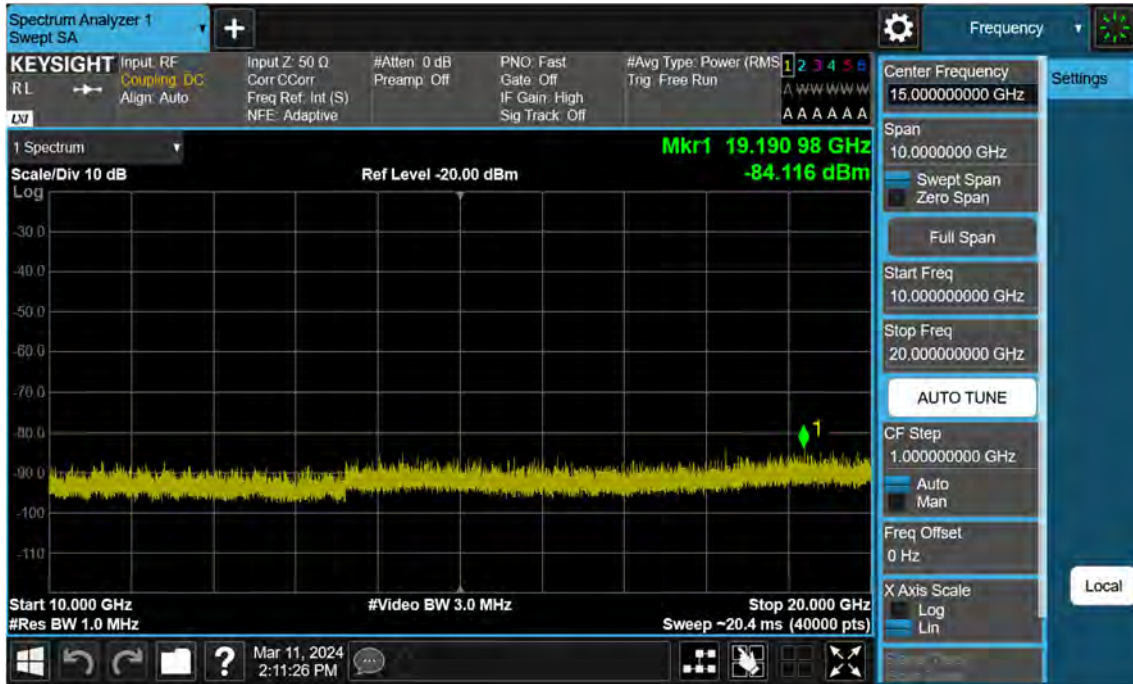 Spectrum Analyzer 1
Swept SA
Frequency
KEYSIGHT
RL
LXI
Input: RF
Coupling: DC
Align: Auto
Input Z: 50 Ω
Corr CCorr
Freq Ref: Int (S)
NFE: Adaptive
#Atten: 0 dB
Preamp: Off
PNO: Fast
Gate: Off
IF Gain: High
Sig Track: Off
#Avg Type: Power (RMS
Trig: Free Run
1 2 3 4 5 6
A W W W W W
A A A A A A
1 Spectrum
Scale/Div 10 dB
Ref Level -20.00 dBm
Mkr1 19.190 98 GHz
-84.116 dBm
Log
-30.0
-40.0
-50.0
-60.0
-70.0
-80.0
-90.0
-100
-110
1
Start 10.000 GHz
#Res BW 1.0 MHz
#Video BW 3.0 MHz
Stop 20.000 GHz
Sweep ~20.4 ms (40000 pts)
Center Frequency
15.000000000 GHz
Span
10.0000000 GHz
Swept Span
Zero Span
Full Span
Start Freq
10.000000000 GHz
Stop Freq
20.000000000 GHz
AUTO TUNE
CF Step
1.000000000 GHz
Auto
Man
Freq Offset
0 Hz
X Axis Scale
Log
Lin
Settings
Local
?
Mar 11, 2024
2:11:26 PM